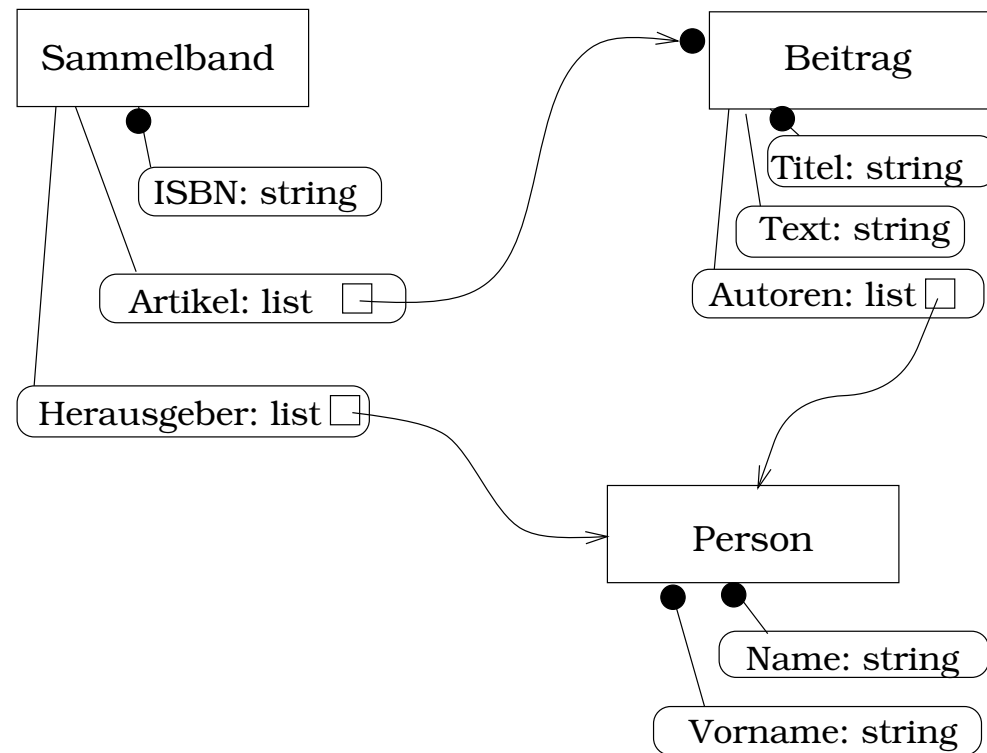 Sammelband
Beitrag
ISBN: string
Titel: string
Text: string
Artikel: list
Autoren: list
Herausgeber: list
Person
Name: string
Vorname: string